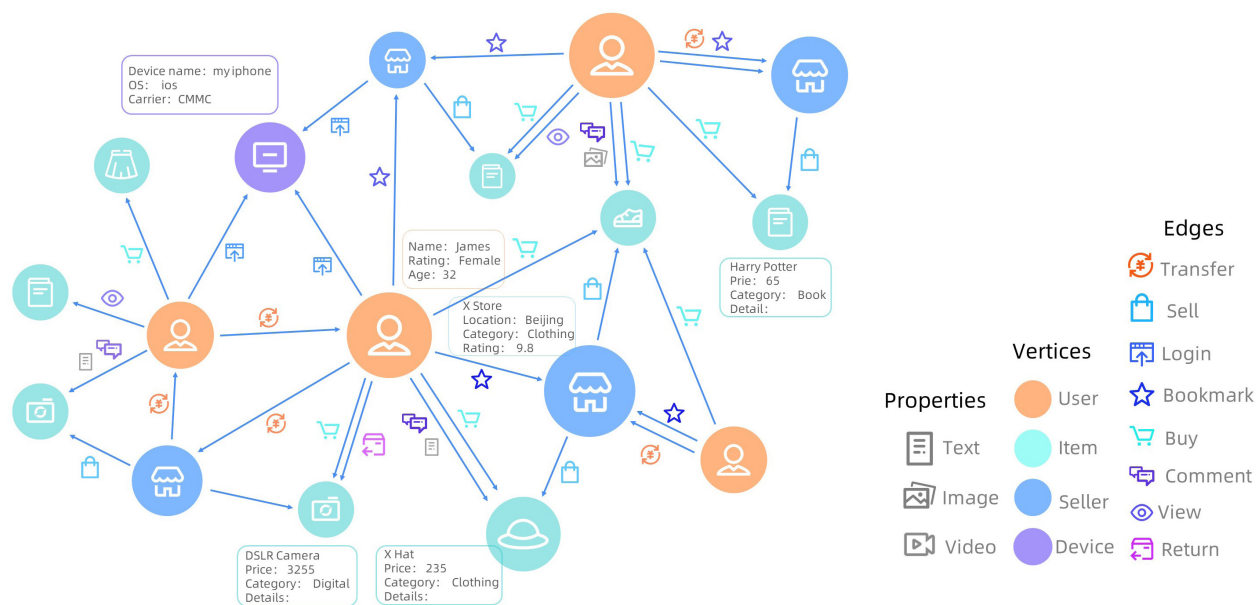 Device name: my iphone
OS: ios
Carrier: CMMC
Name: James
Rating: Female
Age: 32
X Store
Location: Beijing
Category: Clothing
Rating: 9.8
Harry Potter
Prie: 65
Category: Book
Detail:
DSLR Camera
Price: 3255
Category: Digital
Details:
X Hat
Price: 235
Category: Clothing
Details:
Properties
Text
Image
Video
Vertices
User
Item
Seller
Device
Edges
Transfer
Sell
Login
Bookmark
Buy
Comment
View
Return